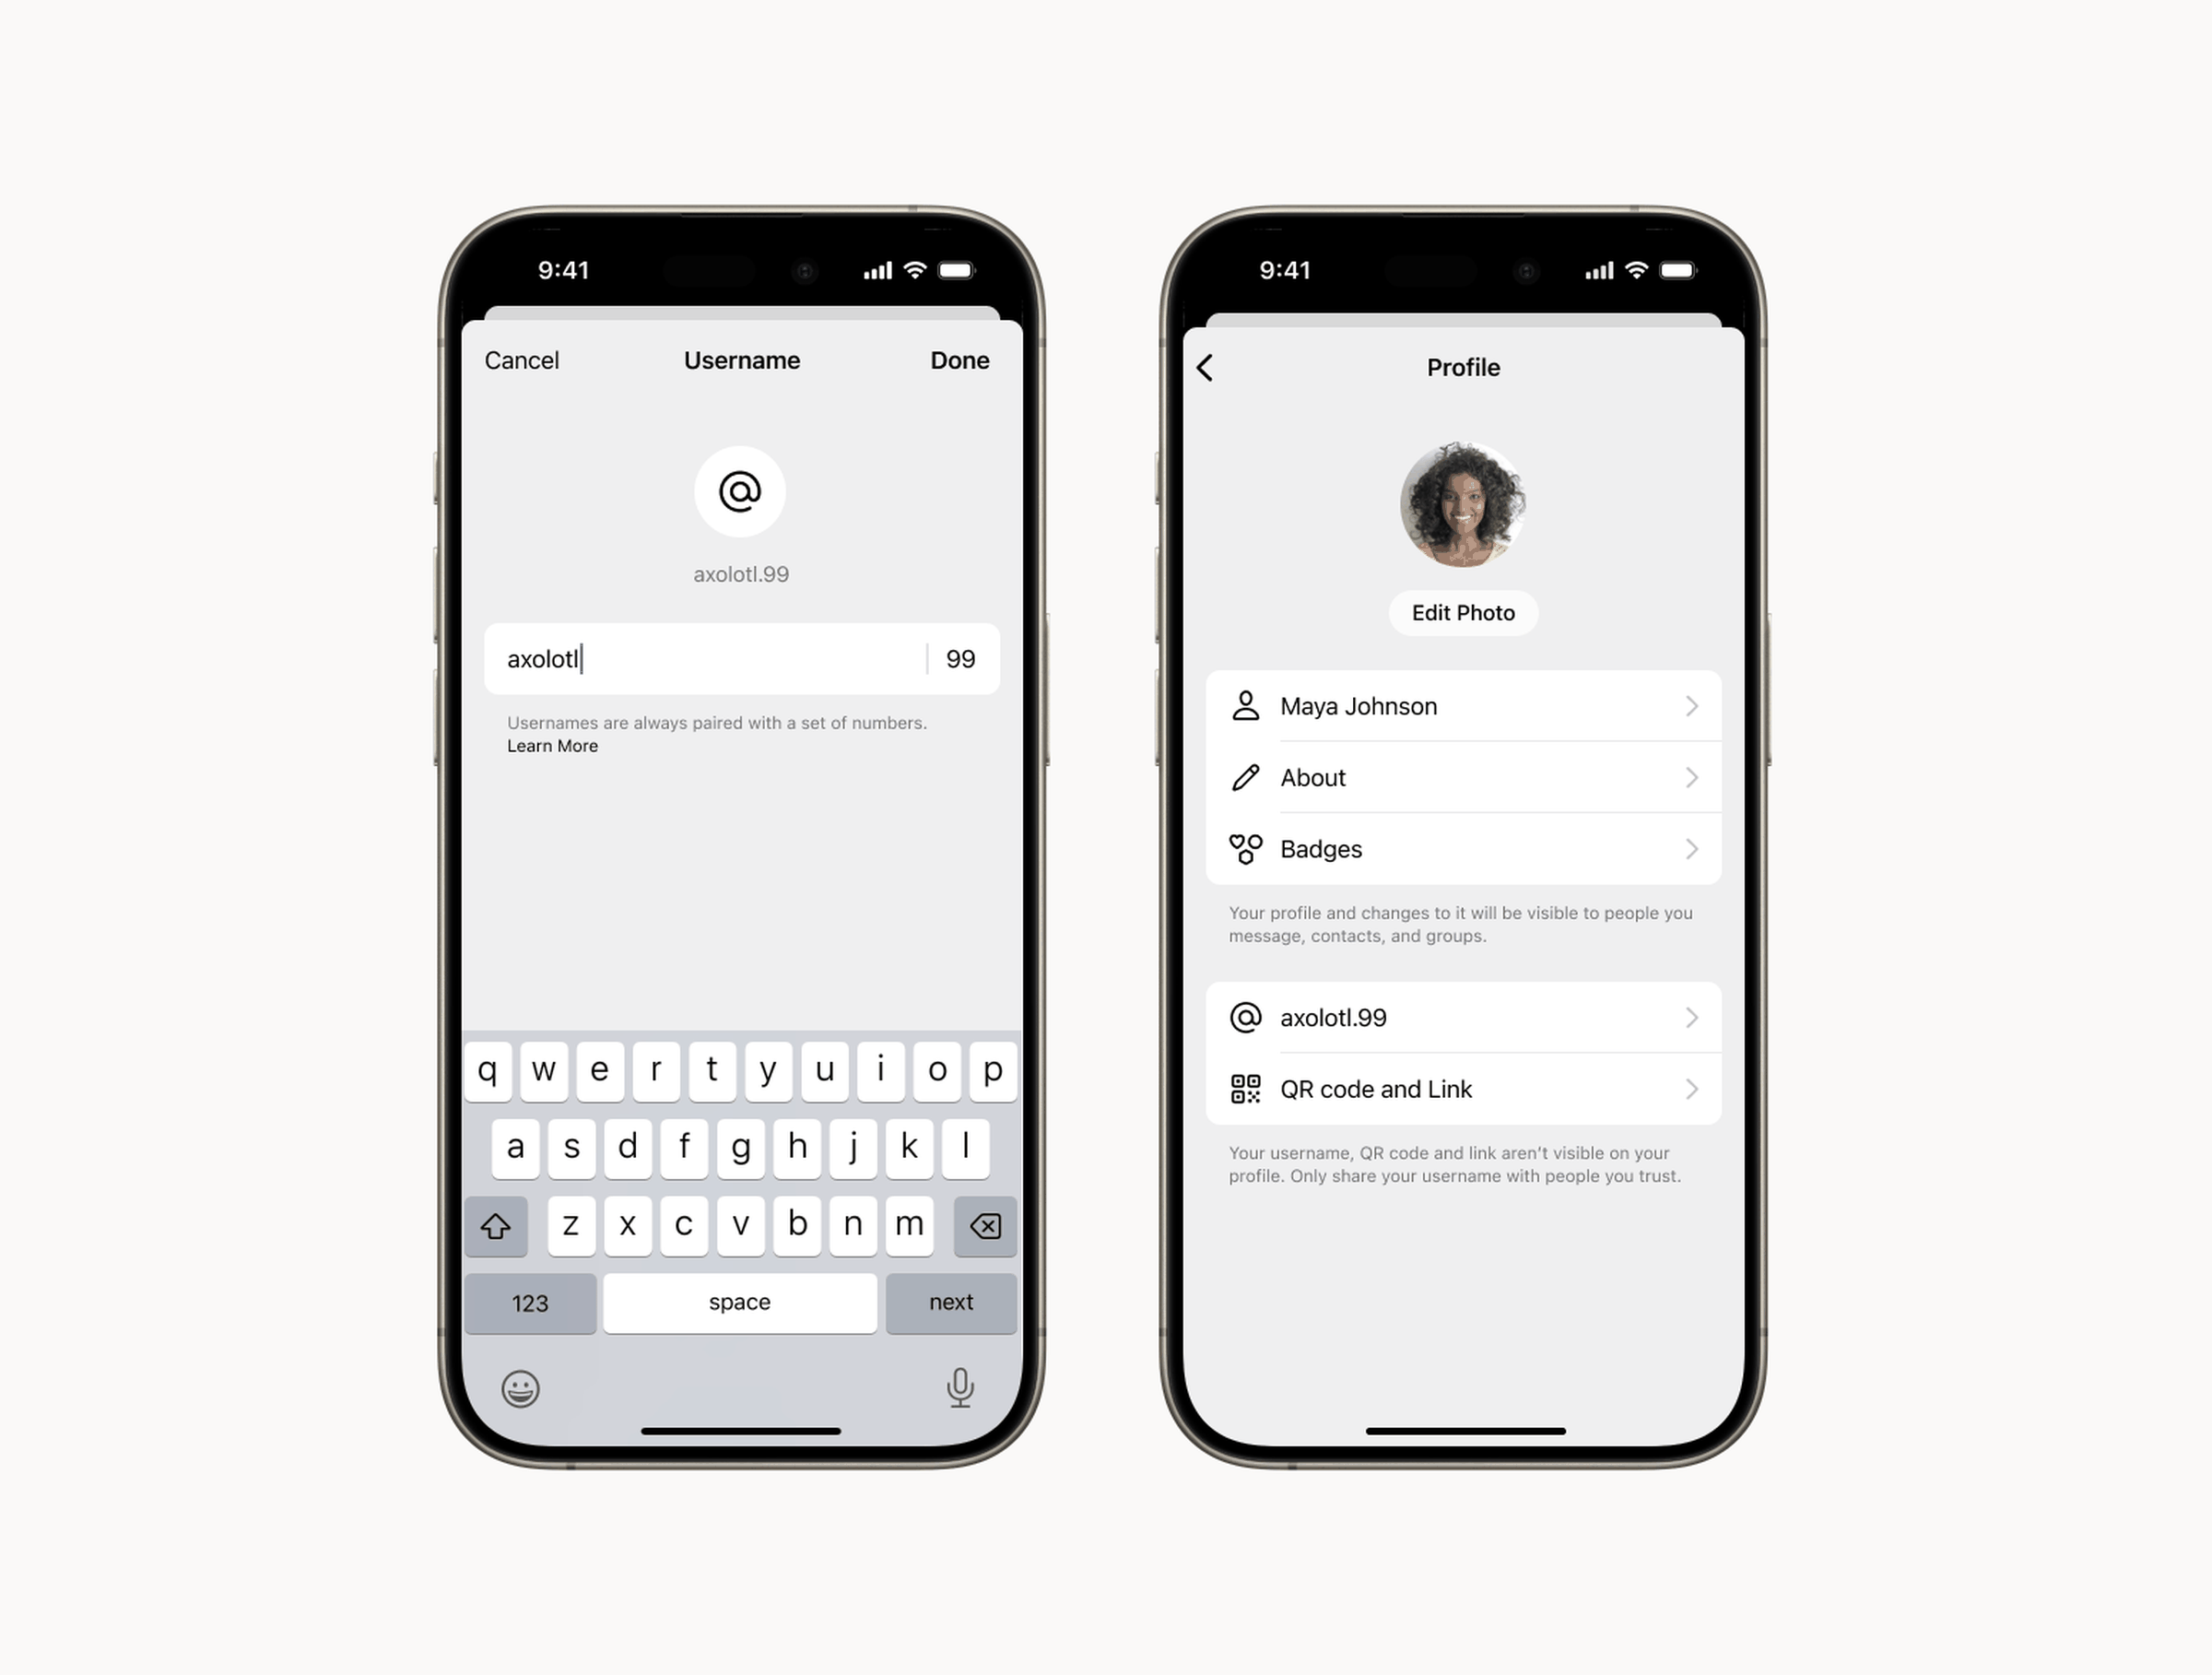 9:41
Cancel Username Done
@
axolotl.99
axolotl 99
Usernames are always paired with a set of numbers.
Learn More
q w e r t y u i o p
a s d f g h j k l
z x c v b n m
123 space next
9:41
Profile
Edit Photo
Maya Johnson
About
Badges
Your profile and changes to it will be visible to people you
message, contacts, and groups.
@ axolotl.99
QR code and Link
Your username, QR code and link aren’t visible on your
profile. Only share your username with people you trust.